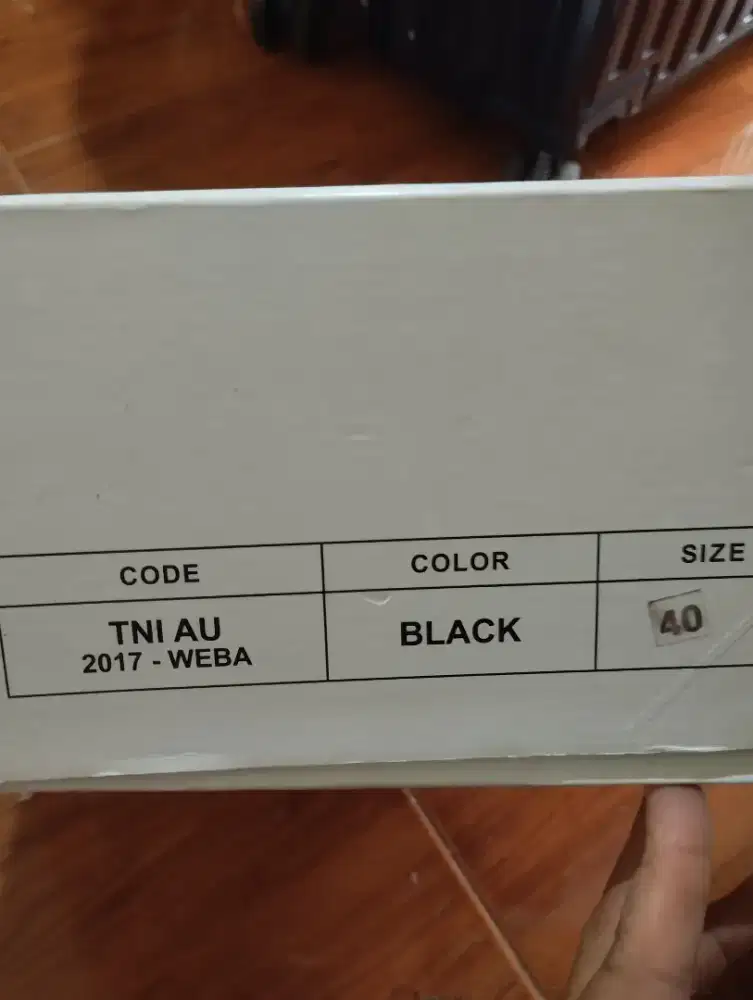 CODE COLOR SIZE
TNI AU BLACK 40
2017 - WEBA